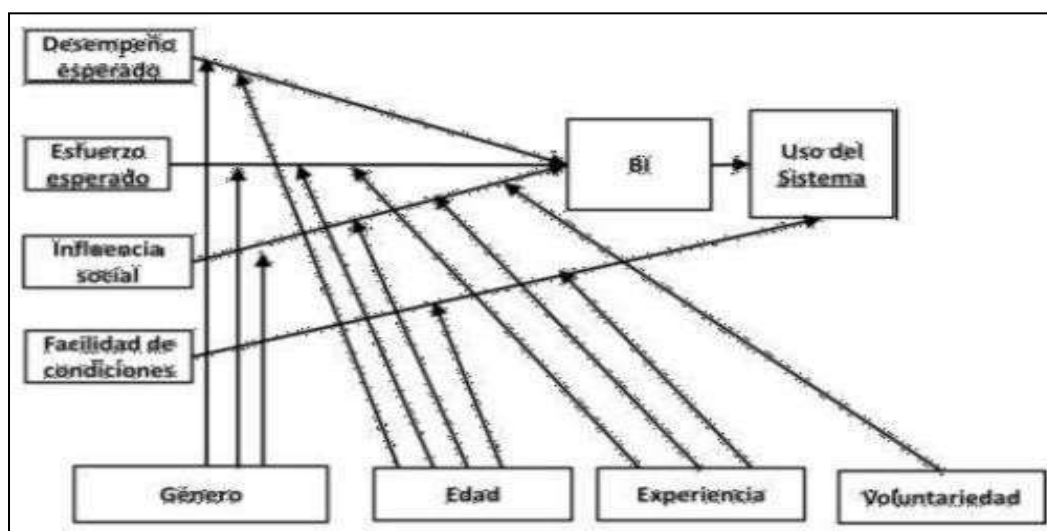 Desempeño
esperado
Esfuerzo
esperado
BI
Uso del
Sistema
Influencia
social
Facilidad de
condiciones
Género
Edad
Experiencia
Voluntariedad